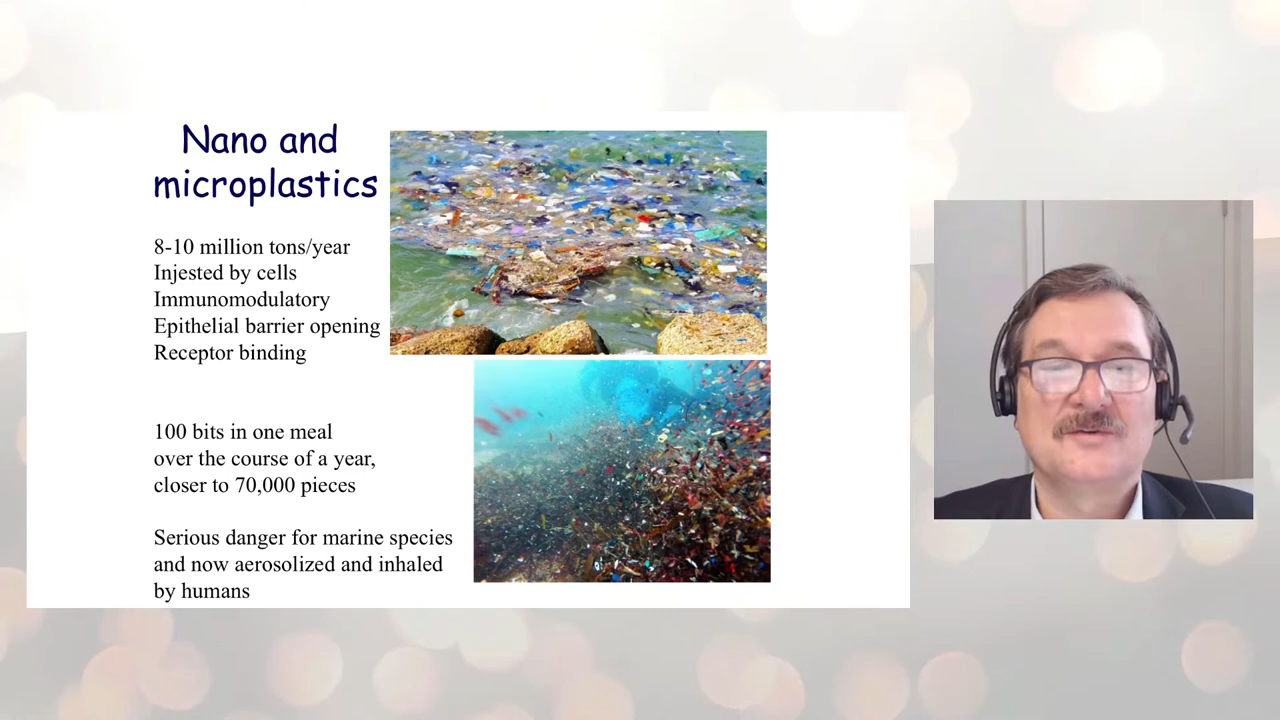 Nano and
microplastics
8-10 million tons/year
Injested by cells
Immunomodulatory
Epithelial barrier opening
Receptor binding
100 bits in one meal
over the course of a year,
closer to 70,000 pieces
Serious danger for marine species
and now aerosolized and inhaled
by humans